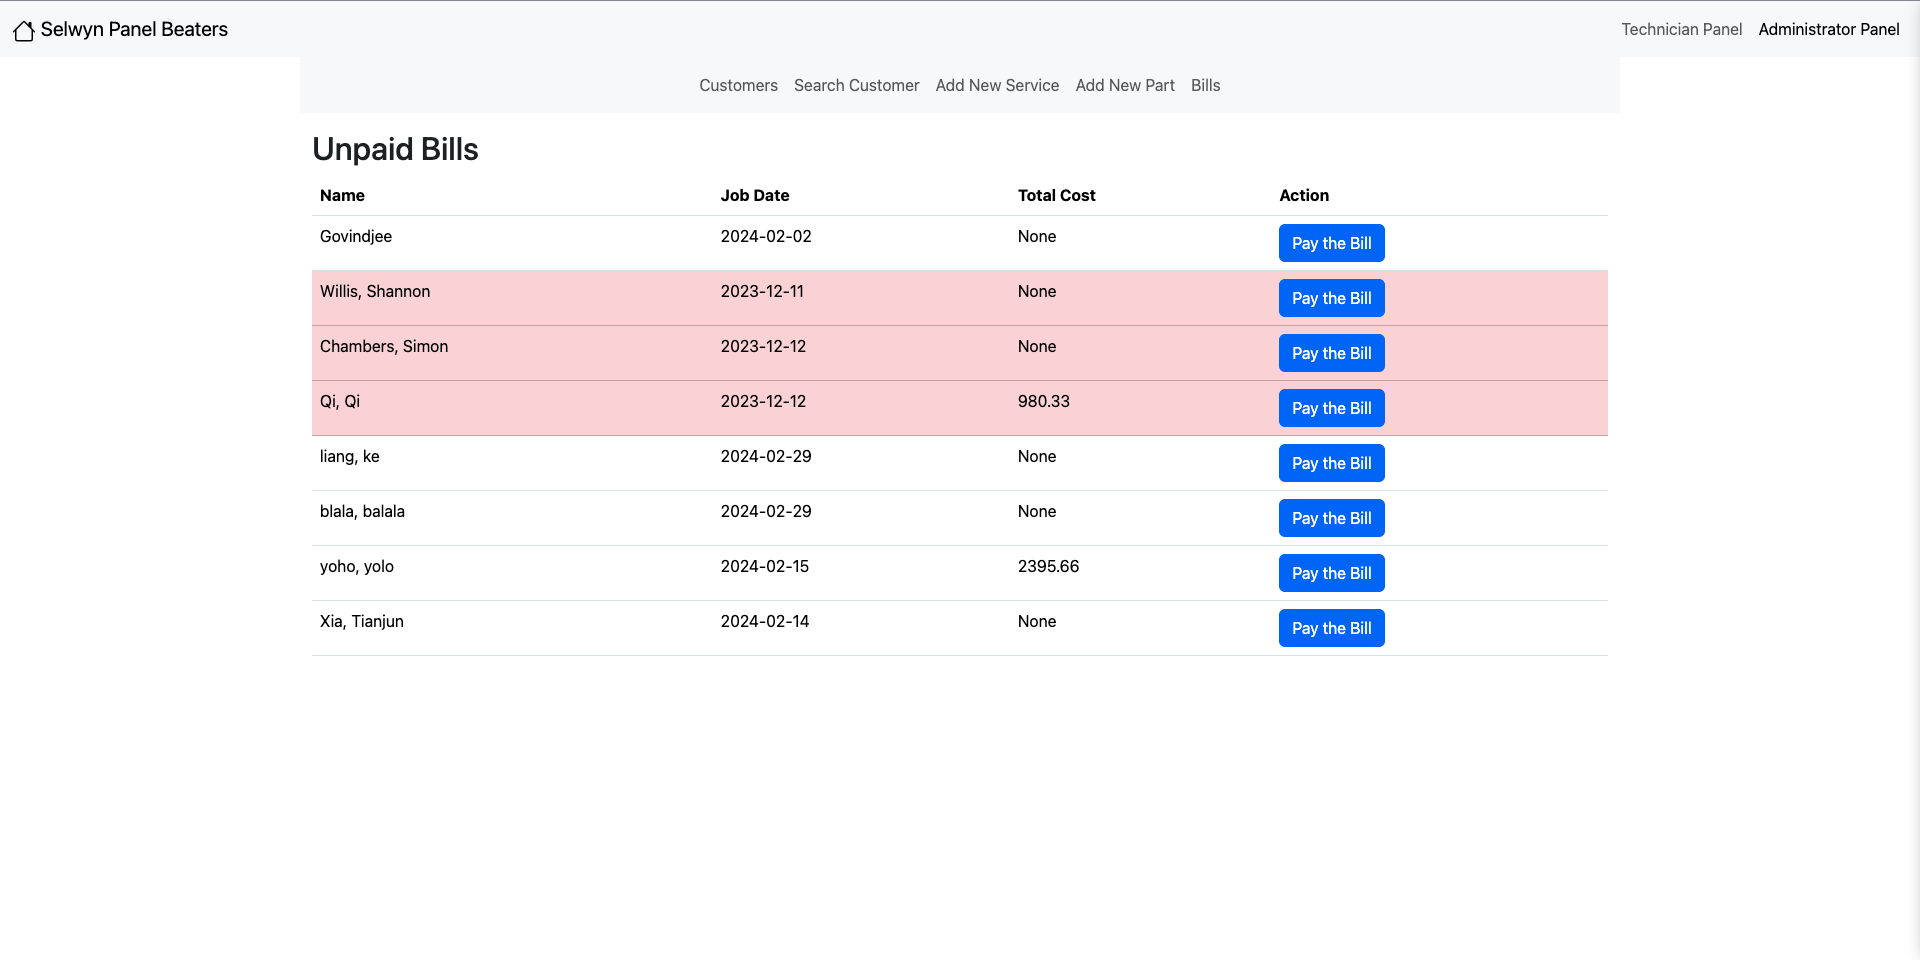 Selwyn Panel Beaters Technician Panel Administrator Panel
Customers Search Customer Add New Service Add New Part Bills
Unpaid Bills
Name Job Date Total Cost Action
Govindjee 2024-02-02 None Pay the Bill
Willis, Shannon 2023-12-11 None Pay the Bill
Chambers, Simon 2023-12-12 None Pay the Bill
Qi, Qi 2023-12-12 980.33 Pay the Bill
liang, ke 2024-02-29 None Pay the Bill
blala, balala 2024-02-29 None Pay the Bill
yoho, yolo 2024-02-15 2395.66 Pay the Bill
Xia, Tianjun 2024-02-14 None Pay the Bill